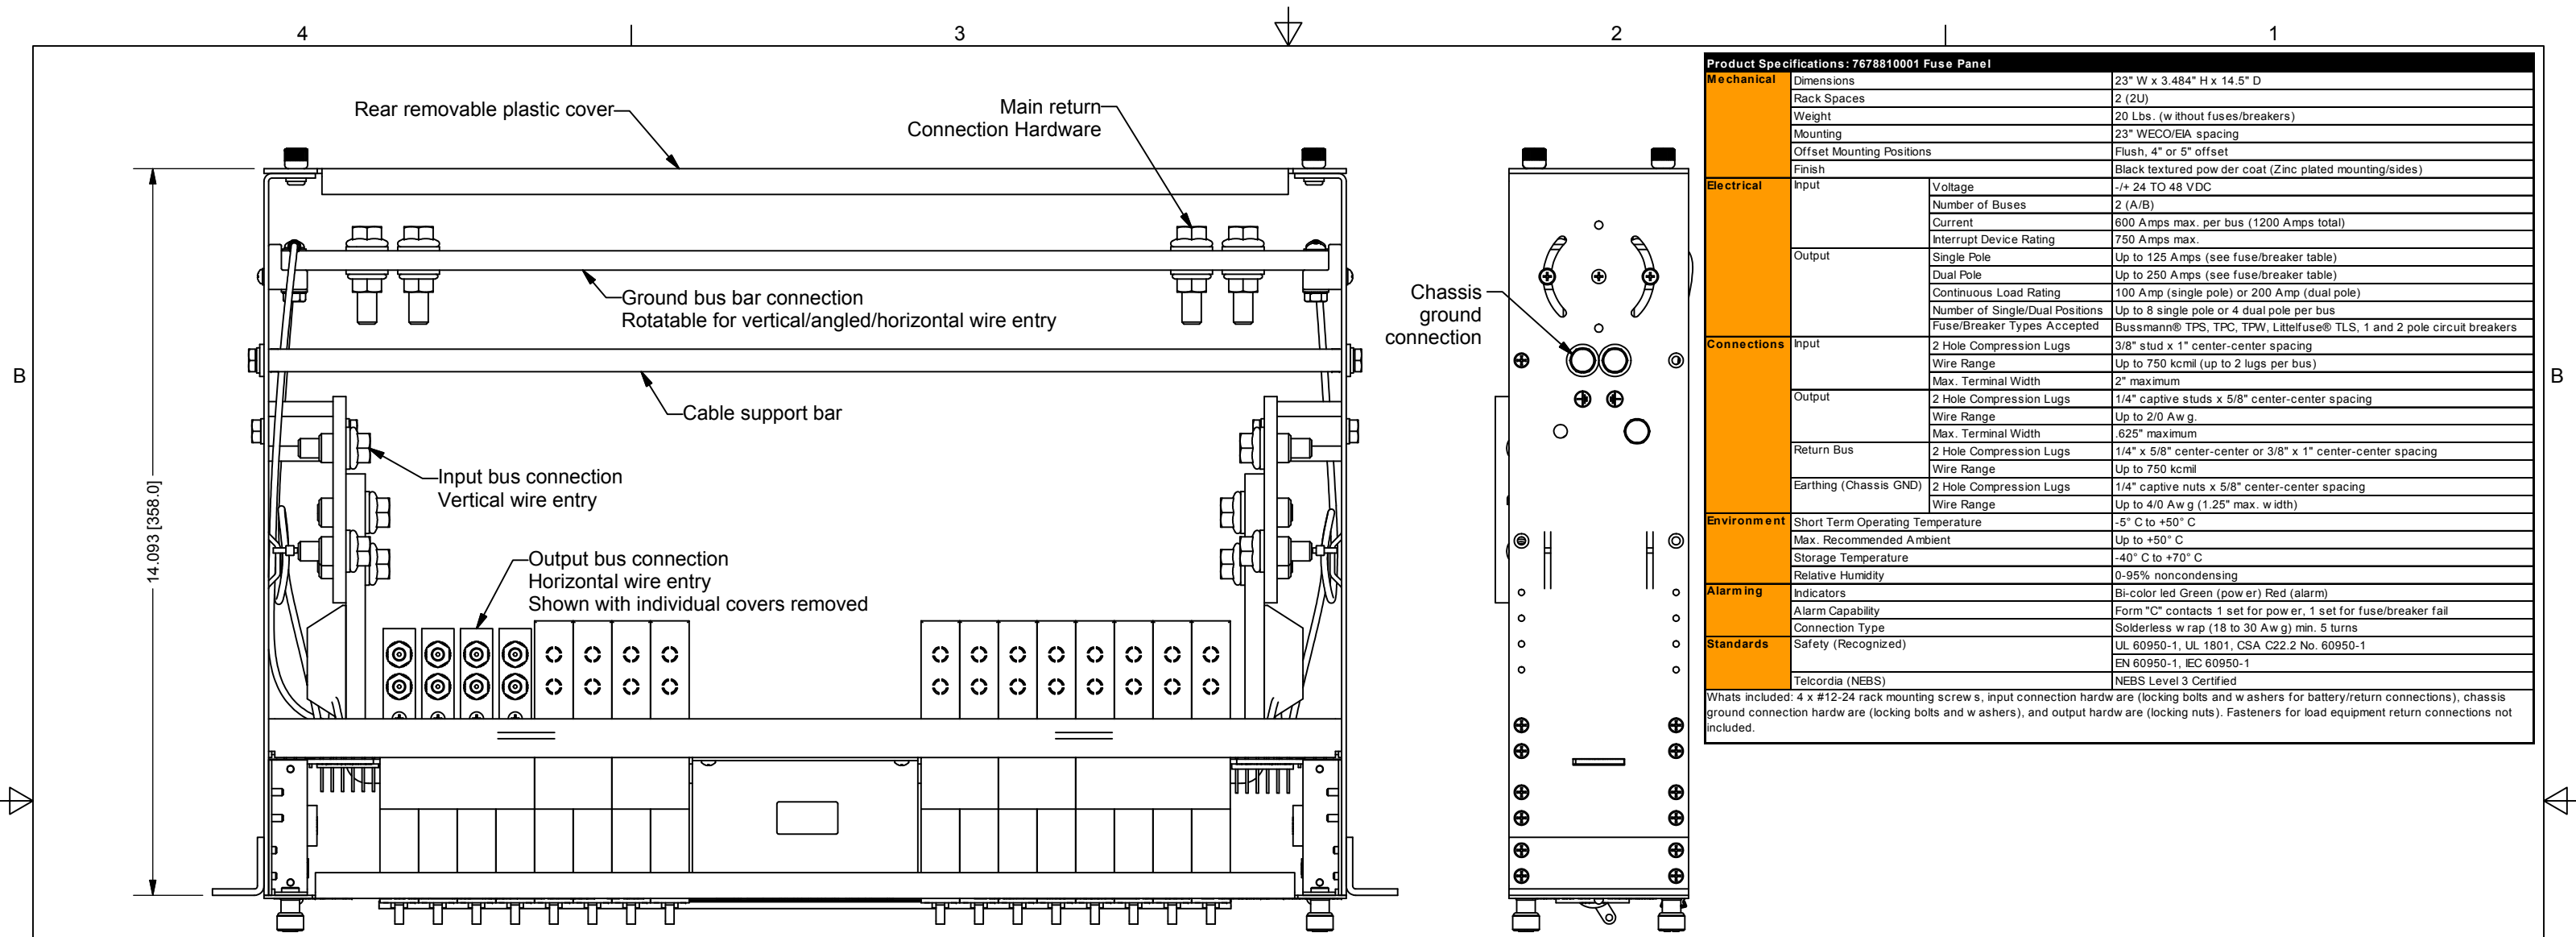 4
3
2
1
B
B
Rear removable plastic cover
Main return
Connection Hardware
Ground bus bar connection
Rotatable for vertical/angled/horizontal wire entry
Cable support bar
Input bus connection
Vertical wire entry
Output bus connection
Horizontal wire entry
Shown with individual covers removed
14.093 [358.0]
Chassis
ground
connection
Product Specifications: 7678810001 Fuse Panel
Mechanical Dimensions 23" W x 3.484" H x 14.5" D
Rack Spaces 2 (2U)
Weight 20 Lbs. (without fuses/breakers)
Mounting 23" WECO/EIA spacing
Offset Mounting Positions Flush, 4" or 5" offset
Finish Black textured powder coat (Zinc plated mounting/sides)
Electrical Input Voltage -/+ 24 TO 48 VDC
Number of Buses 2 (A/B)
Current 600 Amps max. per bus (1200 Amps total)
Interrupt Device Rating 750 Amps max.
Output Single Pole Up to 125 Amps (see fuse/breaker table)
Dual Pole Up to 250 Amps (see fuse/breaker table)
Continuous Load Rating 100 Amp (single pole) or 200 Amp (dual pole)
Number of Single/Dual Positions Up to 8 single pole or 4 dual pole per bus
Fuse/Breaker Types Accepted Bussmann® TPS, TPC, TPW, Littelfuse® TLS, 1 and 2 pole circuit breakers
Connections Input 2 Hole Compression Lugs 3/8" stud x 1" center-center spacing
Wire Range Up to 750 kcmil (up to 2 lugs per bus)
Max. Terminal Width 2" maximum
Output 2 Hole Compression Lugs 1/4" captive studs x 5/8" center-center spacing
Wire Range Up to 2/0 Awg.
Max. Terminal Width .625" maximum
Return Bus 2 Hole Compression Lugs 1/4" x 5/8" center-center or 3/8" x 1" center-center spacing
Wire Range Up to 750 kcmil
Earthing (Chassis GND) 2 Hole Compression Lugs 1/4" captive nuts x 5/8" center-center spacing
Wire Range Up to 4/0 Awg (1.25" max. width)
Environment Short Term Operating Temperature -5° C to +50° C
Max. Recommended Ambient Up to +50° C
Storage Temperature -40° C to +70° C
Relative Humidity 0-95% noncondensing
Alarming Indicators Bi-color led Green (power) Red (alarm)
Alarm Capability Form "C" contacts 1 set for power, 1 set for fuse/breaker fail
Connection Type Solderless wrap (18 to 30 Awg) min. 5 turns
Standards Safety (Recognized) UL 60950-1, UL 1801, CSA C22.2 No. 60950-1
EN 60950-1, IEC 60950-1
Telcordia (NEBS) NEBS Level 3 Certified
Whats included: 4 x #12-24 rack mounting screws, input connection hardware (locking bolts and washers for battery/return connections), chassis
ground connection hardware (locking bolts and washers), and output hardware (locking nuts). Fasteners for load equipment return connections not
included.